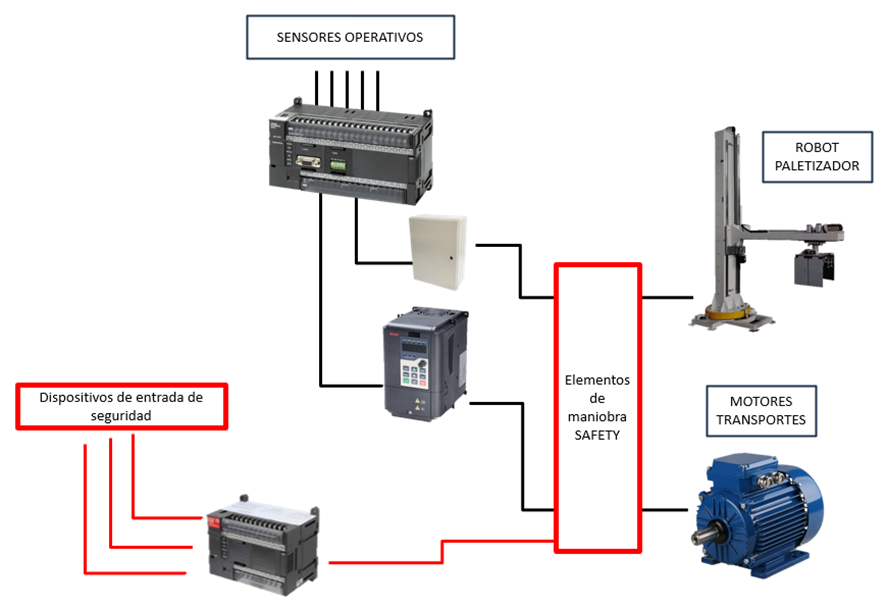 SENSORES OPERATIVOS
ROBOT
PALETIZADOR
Elementos
de
maniobra
SAFETY
Dispositivos de entrada de
seguridad
MOTORES
TRANSPORTES